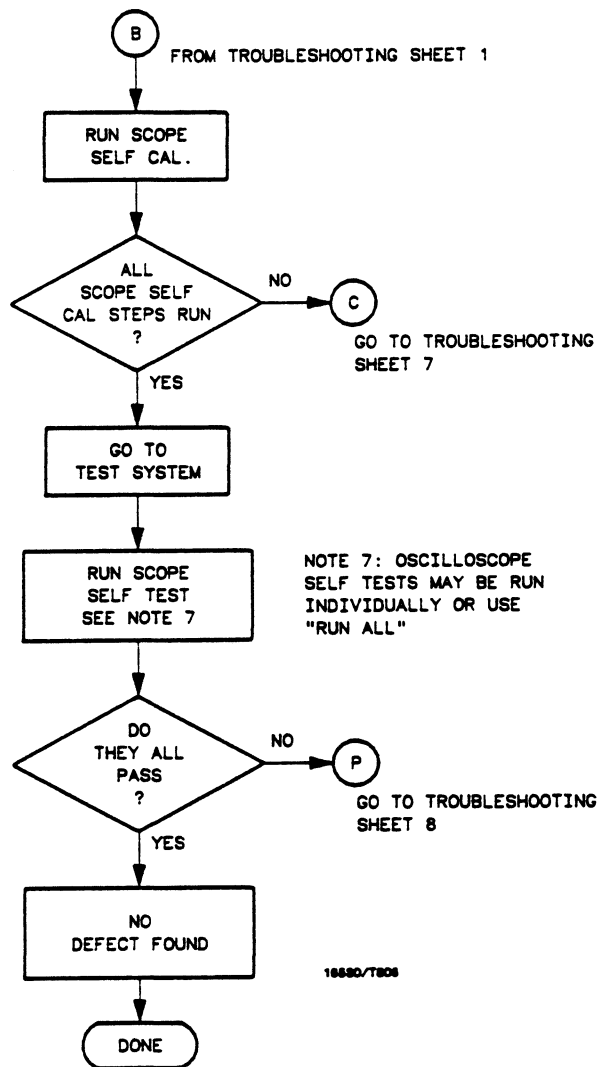 B
FROM TROUBLESHOOTING SHEET 1
RUN SCOPE
SELF CAL.
ALL
SCOPE SELF
CAL STEPS RUN
?
NO
C
GO TO TROUBLESHOOTING
SHEET 7
YES
GO TO
TEST SYSTEM
RUN SCOPE
SELF TEST
SEE NOTE 7
NOTE 7: OSCILLOSCOPE
SELF TESTS MAY BE RUN
INDIVIDUALLY OR USE
"RUN ALL"
DO
THEY ALL
PASS
?
NO
P
GO TO TROUBLESHOOTING
SHEET 8
YES
NO
DEFECT FOUND
DONE